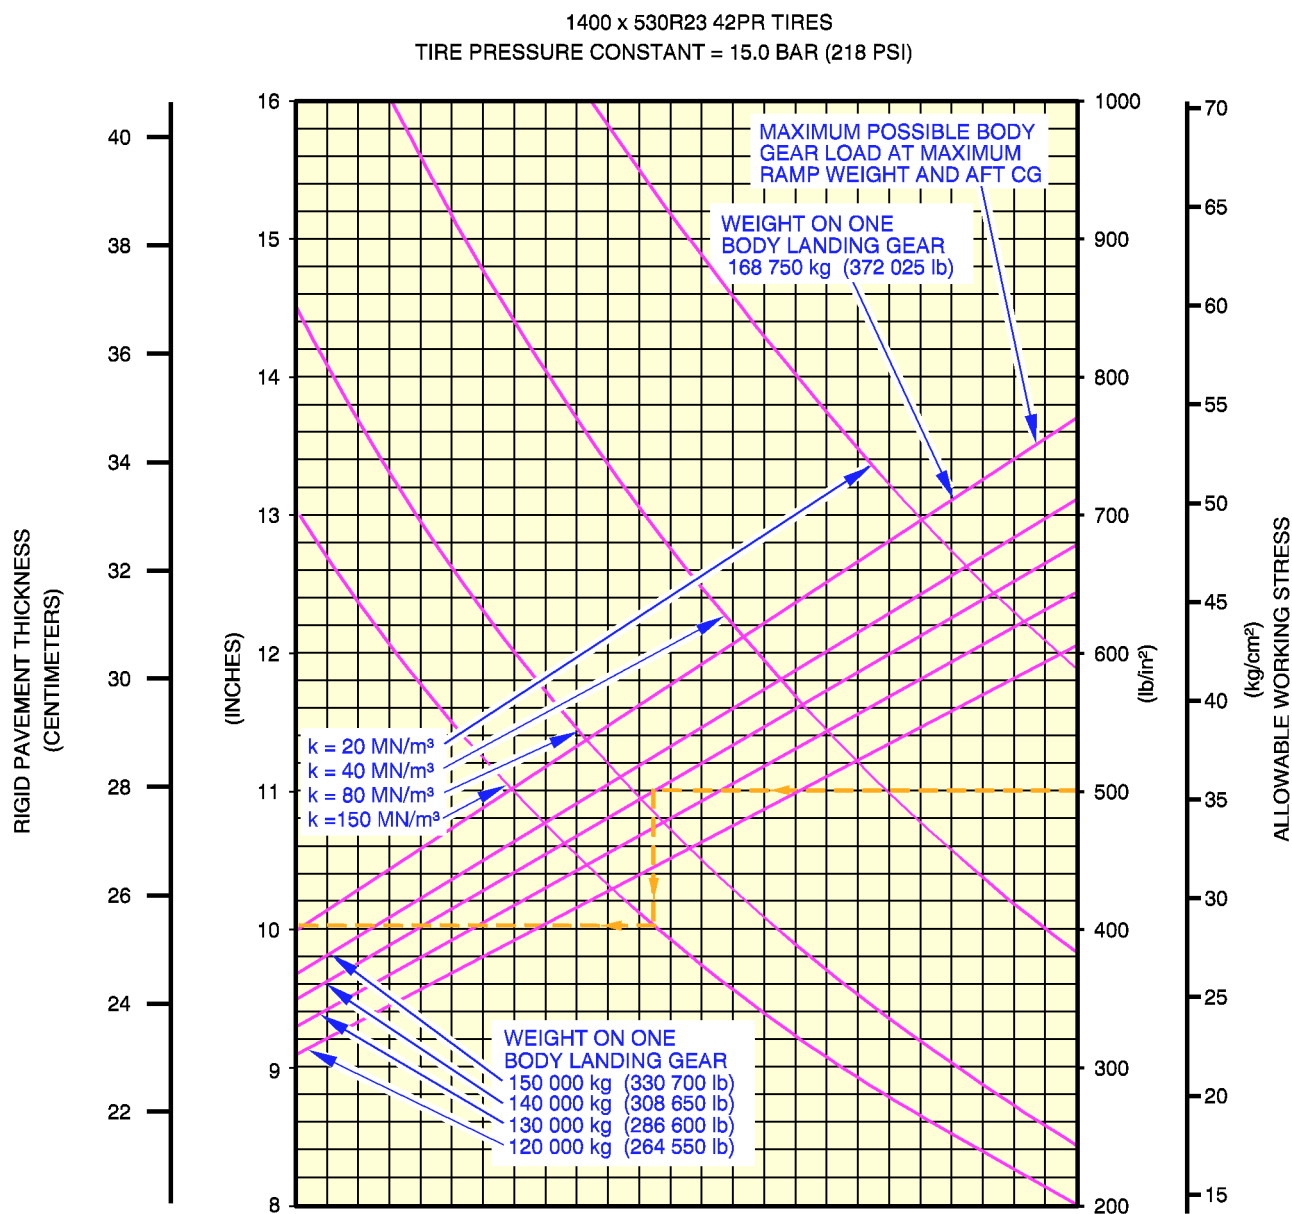 1400 x 530R23 42PR TIRES
TIRE PRESSURE CONSTANT = 15.0 BAR (218 PSI)
RIGID PAVEMENT THICKNESS
(CENTIMETERS)
40
38
36
34
32
30
28
26
24
22
(INCHES)
16
15
14
13
12
11
10
9
8
MAXIMUM POSSIBLE BODY
GEAR LOAD AT MAXIMUM
RAMP WEIGHT AND AFT CG
WEIGHT ON ONE
BODY LANDING GEAR
168 750 kg (372 025 lb)
k = 20 MN/m³
k = 40 MN/m³
k = 80 MN/m³
k =150 MN/m³
WEIGHT ON ONE
BODY LANDING GEAR
150 000 kg (330 700 lb)
140 000 kg (308 650 lb)
130 000 kg (286 600 lb)
120 000 kg (264 550 lb)
1000
900
800
700
600
500
400
300
200
(lb/in²)
70
65
60
55
50
45
40
35
30
25
20
15
(kg/cm²)
ALLOWABLE WORKING STRESS